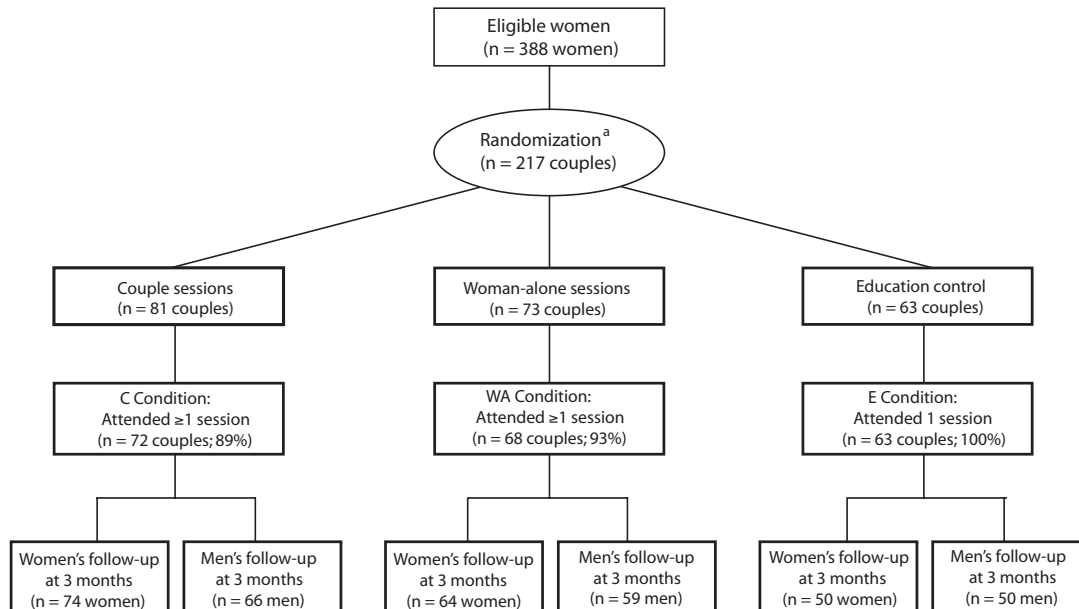 Eligible women
(n = 388 women)
Randomizationa
(n = 217 couples)
Couple sessions
(n = 81 couples)
Woman-alone sessions
(n = 73 couples)
Education control
(n = 63 couples)
C Condition:
Attended ≥1 session
(n = 72 couples; 89%)
WA Condition:
Attended ≥1 session
(n = 68 couples; 93%)
E Condition:
Attended 1 session
(n = 63 couples; 100%)
Women's follow-up
at 3 months
(n = 74 women)
Men's follow-up
at 3 months
(n = 66 men)
Women's follow-up
at 3 months
(n = 64 women)
Men's follow-up
at 3 months
(n = 59 men)
Women's follow-up
at 3 months
(n = 50 women)
Men's follow-up
at 3 months
(n = 50 men)